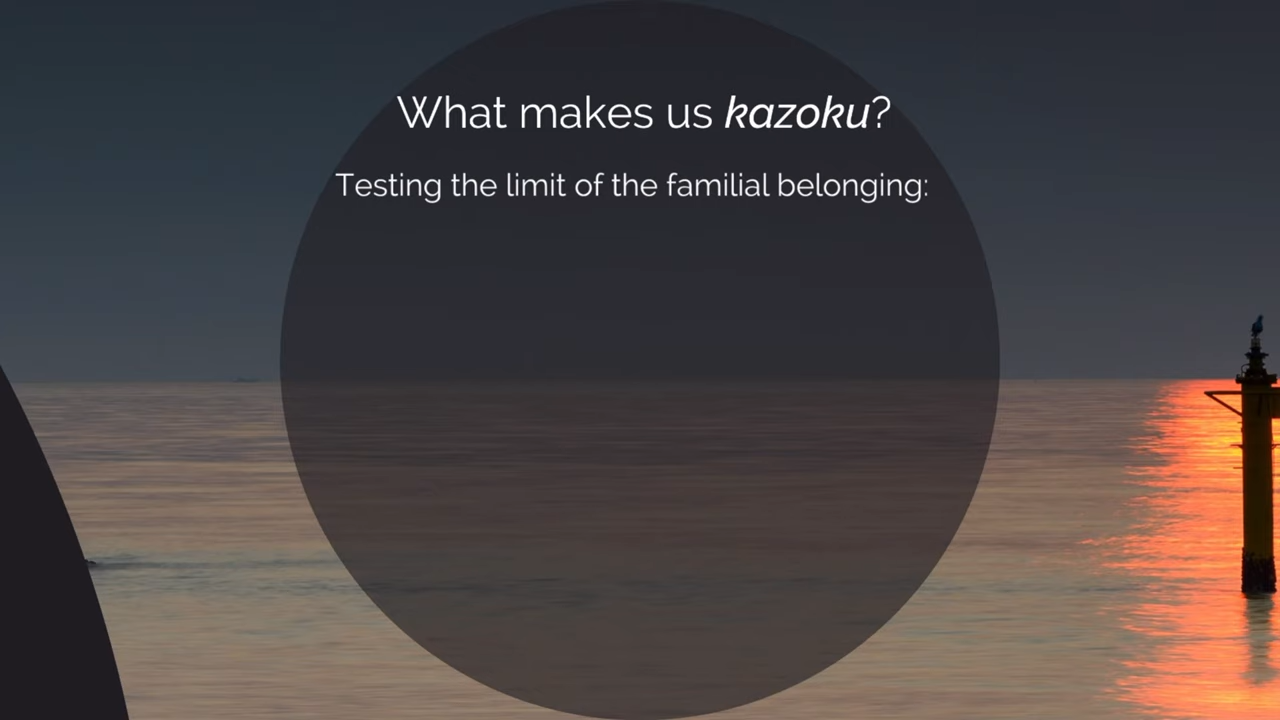 What makes us kazoku?
Testing the limit of the familial belonging: